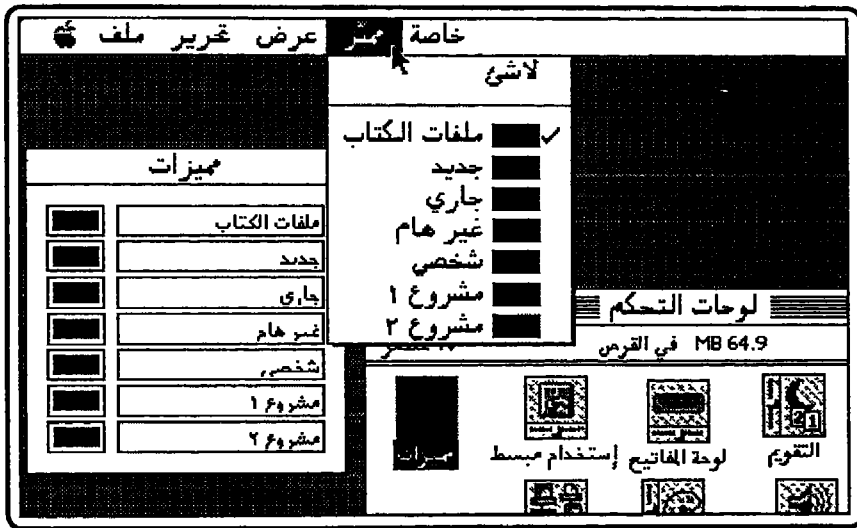 ملف تحرير عرض مميز خاصة
لاشئ
ملفات الكتاب
جديد
جاري
غير هام
شخصي
مشروع ١
مشروع ٢
مميزات
ملفات الكتاب
جديد
جاري
غير هام
شخصي
مشروع ١
مشروع ٢
لوحات التحكم
64.9 MB في القرص
التقويم
لوحة المفاتيح
إستخدام مبسط
مميزات